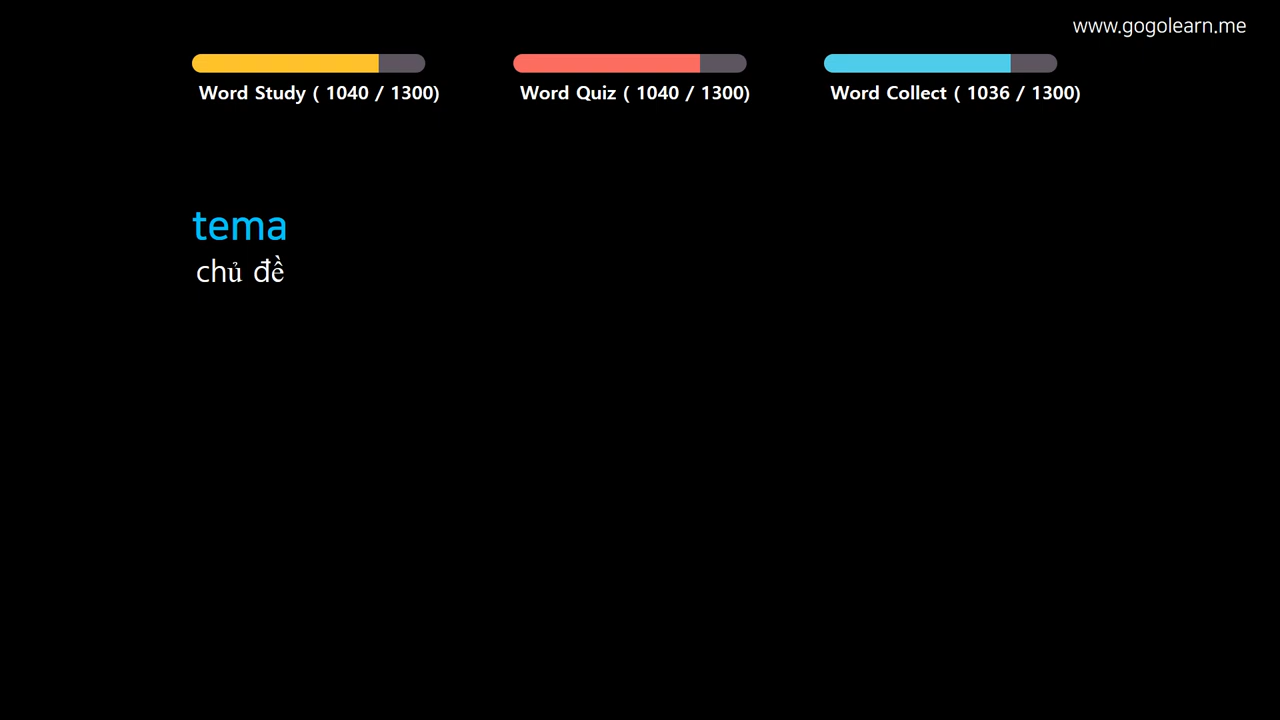 www.gogolearn.me
Word Study ( 1040 / 1300)
Word Quiz ( 1040 / 1300)
Word Collect ( 1036 / 1300)
tema
chủ đề